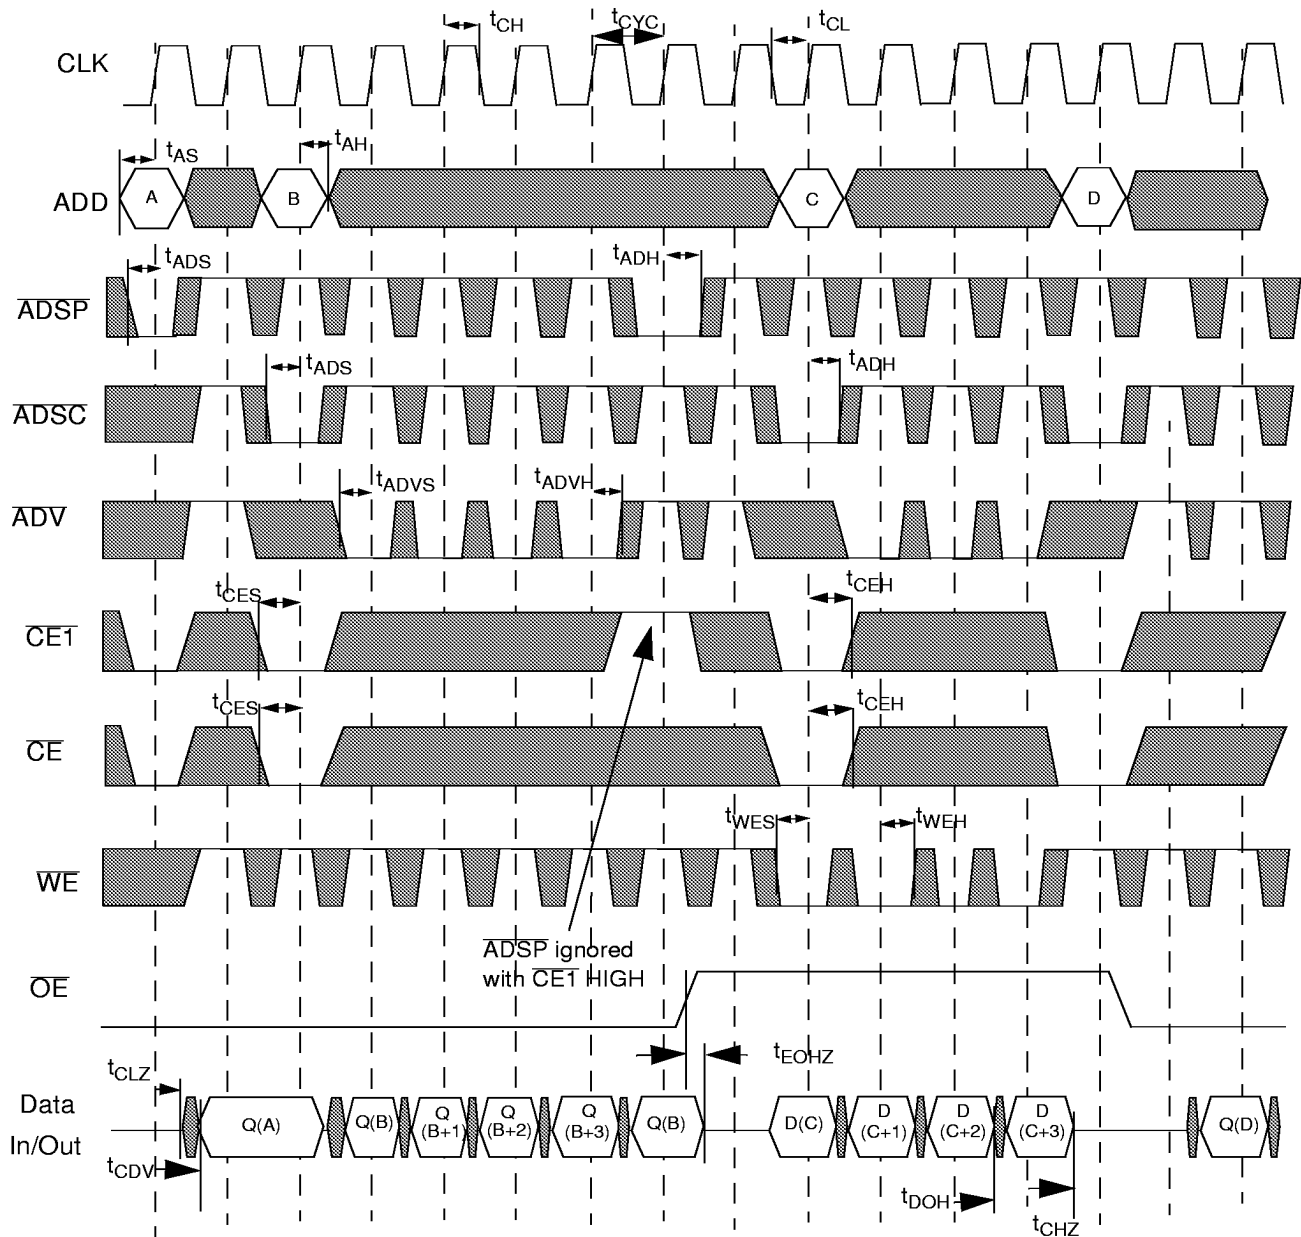 tCH
tCYC
tCL
CLK
tAS
tAH
ADD
A
B
C
D
tADS
tADH
ADSP
tADS
tADH
ADSC
tADVS
tADVH
ADV
tCES
tCEH
CE1
tCES
tCEH
CE
tWES
tWEH
WE
ADSP ignored
with CE1 HIGH
OE
tEOHZ
tCLZ
Data
In/Out
Q(A)
Q(B)
Q
(B+1)
Q
(B+2)
Q
(B+3)
Q(B)
D(C)
D
(C+1)
D
(C+2)
D
(C+3)
Q(D)
tCDV
tDOH
tCHZ